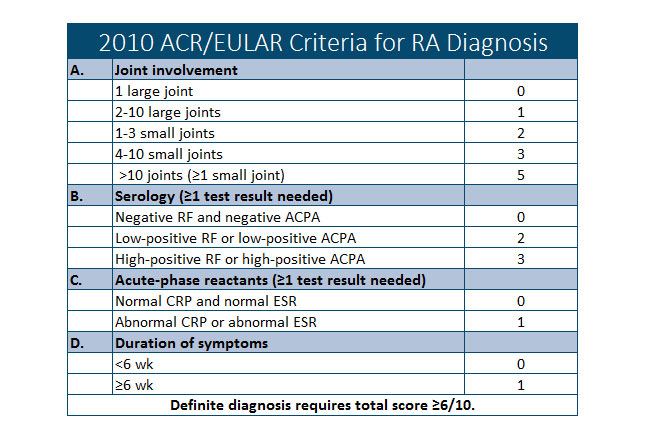 2010 ACR/EULAR Criteria for RA Diagnosis
A. Joint involvement
1 large joint 0
2-10 large joints 1
1-3 small joints 2
4-10 small joints 3
>10 joints (≥1 small joint) 5
B. Serology (≥1 test result needed)
Negative RF and negative ACPA 0
Low-positive RF or low-positive ACPA 2
High-positive RF or high-positive ACPA 3
C. Acute-phase reactants (≥1 test result needed)
Normal CRP and normal ESR 0
Abnormal CRP or abnormal ESR 1
D. Duration of symptoms
<6 wk 0
≥6 wk 1
Definite diagnosis requires total score ≥6/10.